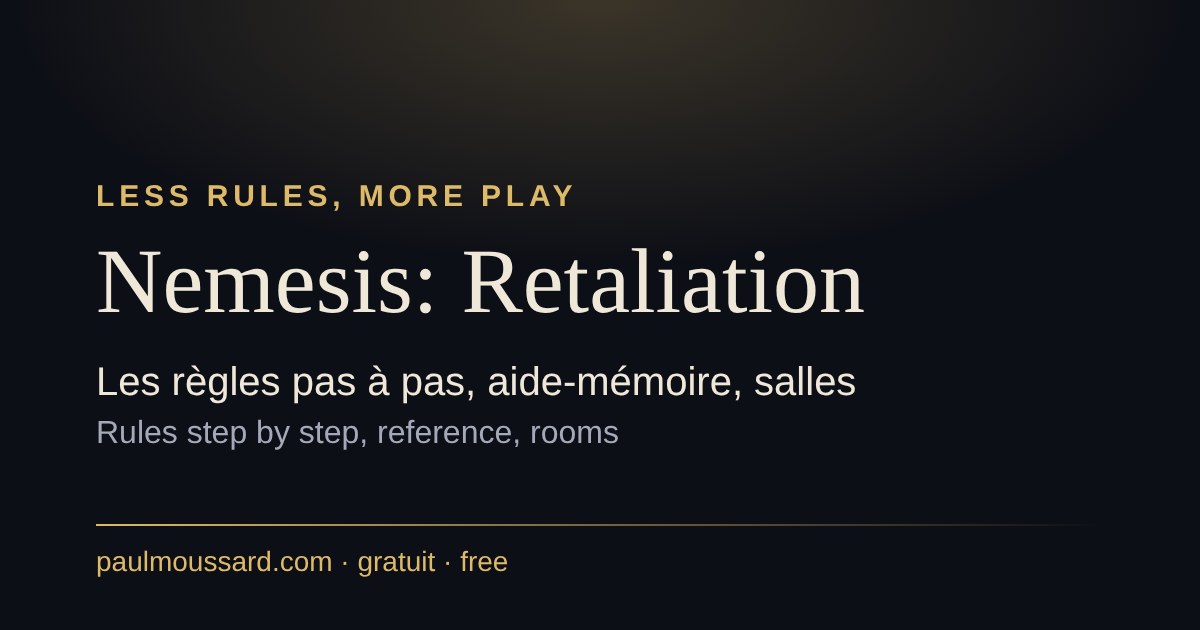 LESS RULES, MORE PLAY
Nemesis: Retaliation
Les règles pas à pas, aide-mémoire, salles
Rules step by step, reference, rooms
paulmoussard.com · gratuit · free